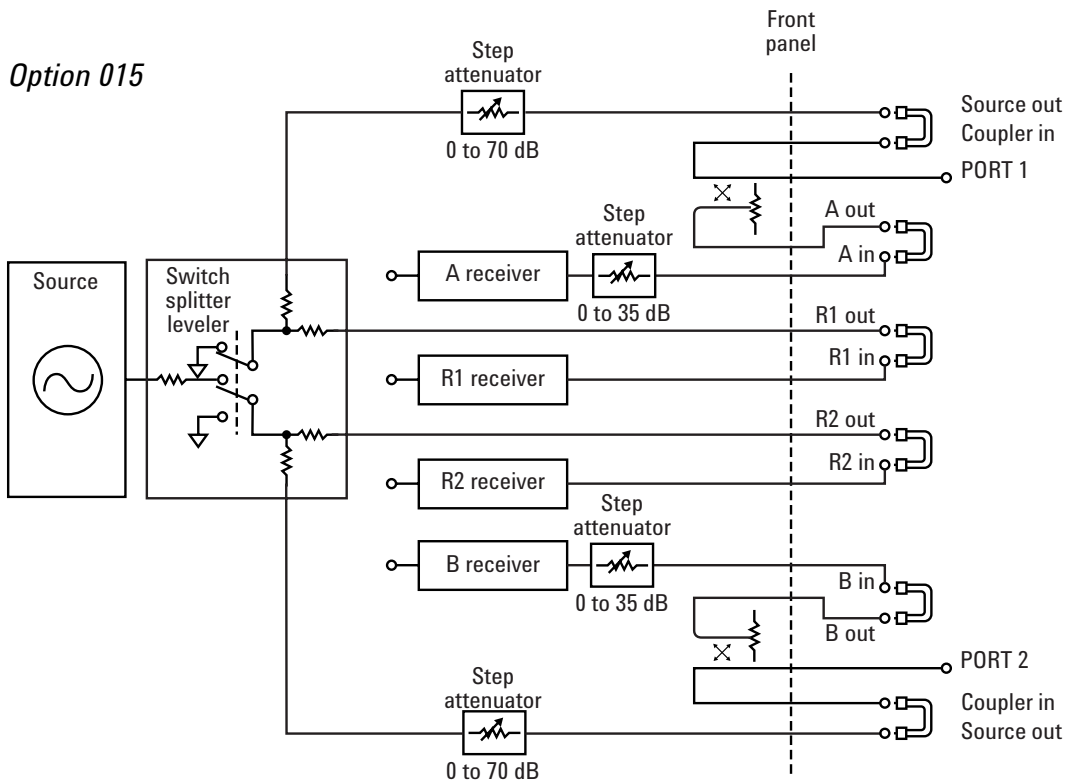 Option 015
Front
panel
Step
attenuator
0 to 70 dB
Source out
Coupler in
PORT 1
A out
A in
Step
attenuator
0 to 35 dB
A receiver
Source
Switch
splitter
leveler
R1 out
R1 in
R1 receiver
R2 out
R2 in
R2 receiver
Step
attenuator
0 to 35 dB
B receiver
B in
B out
PORT 2
Step
attenuator
0 to 70 dB
Coupler in
Source out